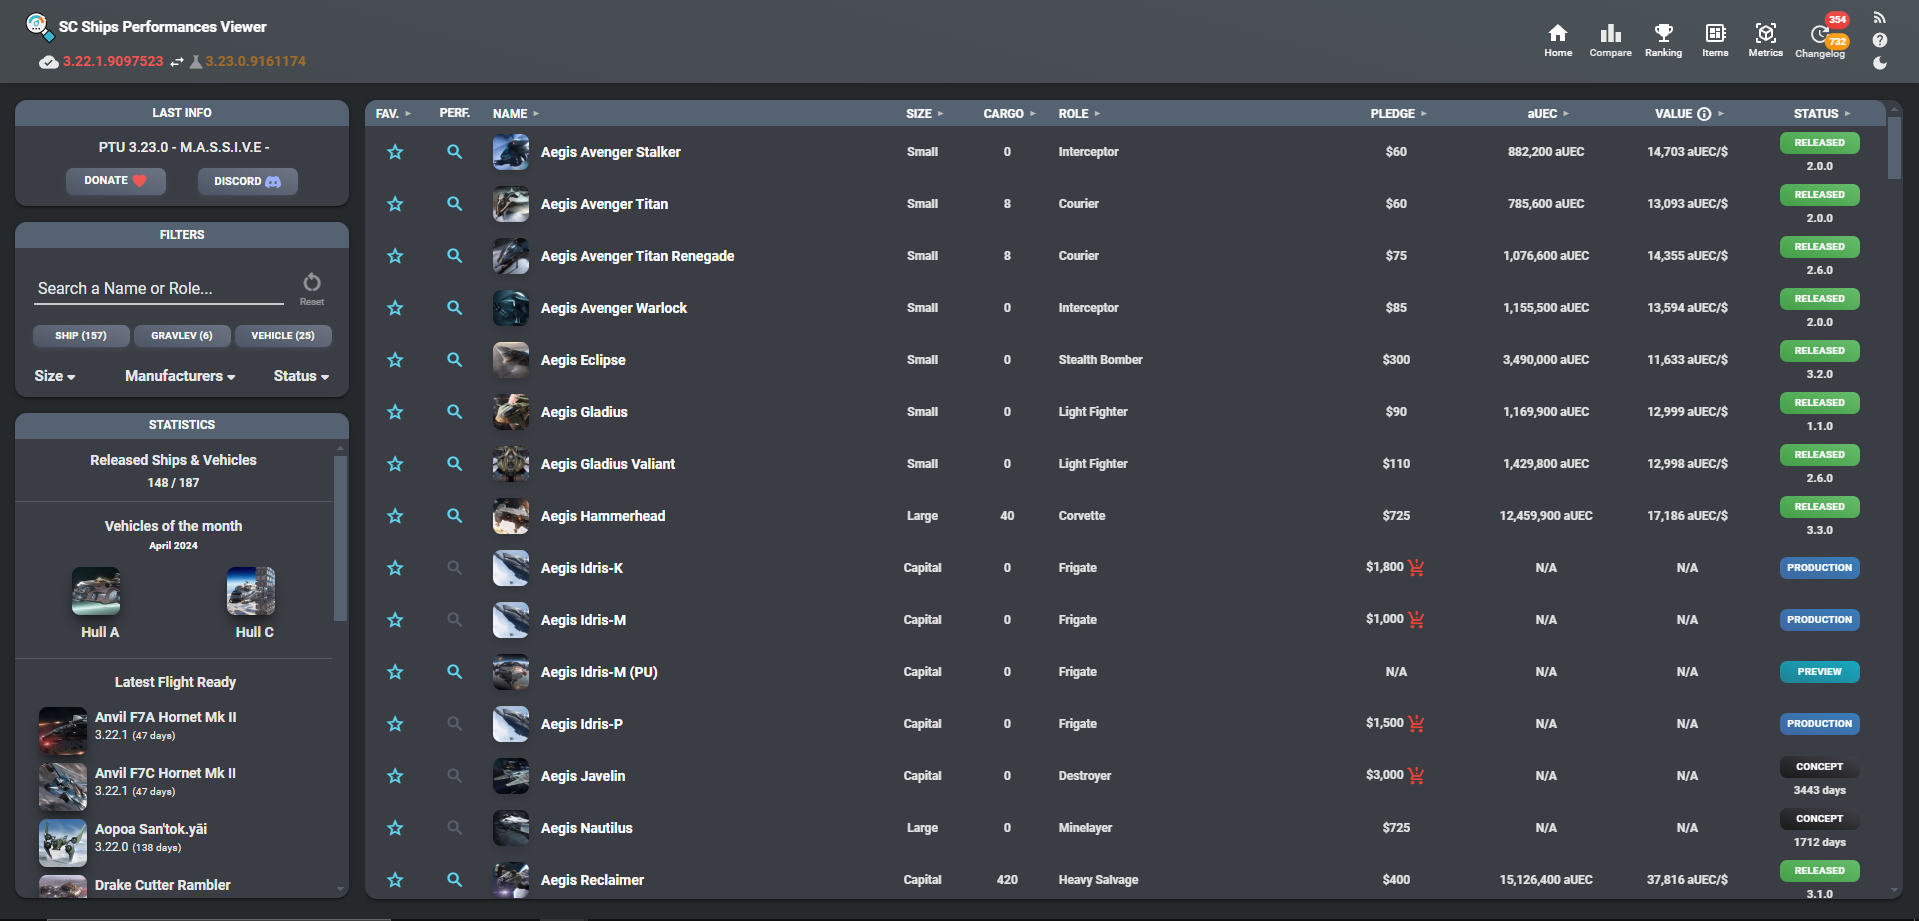 SC Ships Performances Viewer
3.22.1.9097523 3.23.0.9161174
Home
Compare
Ranking
Items
Metrics
Changelog
354
732
LAST INFO
PTU 3.23.0 - M.A.S.S.I.V.E -
DONATE
DISCORD
FILTERS
Search a Name or Role...
Reset
SHIP (157)
GRAVLEV (6)
VEHICLE (25)
Size
Manufacturers
Status
STATISTICS
Released Ships & Vehicles
148 / 187
Vehicles of the month
April 2024
Hull A
Hull C
Latest Flight Ready
Anvil F7A Hornet Mk II
3.22.1 (47 days)
Anvil F7C Hornet Mk II
3.22.1 (47 days)
Aopoa San'tok.yāi
3.22.0 (138 days)
Drake Cutter Rambler
FAV. PERF. NAME SIZE CARGO ROLE PLEDGE aUEC VALUE STATUS
Aegis Avenger Stalker Small 0 Interceptor $60 882,200 aUEC 14,703 aUEC/$ RELEASED
2.0.0
Aegis Avenger Titan Small 8 Courier $60 785,600 aUEC 13,093 aUEC/$ RELEASED
2.0.0
Aegis Avenger Titan Renegade Small 8 Courier $75 1,076,600 aUEC 14,355 aUEC/$ RELEASED
2.6.0
Aegis Avenger Warlock Small 0 Interceptor $85 1,155,500 aUEC 13,594 aUEC/$ RELEASED
2.0.0
Aegis Eclipse Small 0 Stealth Bomber $300 3,490,000 aUEC 11,633 aUEC/$ RELEASED
3.2.0
Aegis Gladius Small 0 Light Fighter $90 1,169,900 aUEC 12,999 aUEC/$ RELEASED
1.1.0
Aegis Gladius Valiant Small 0 Light Fighter $110 1,429,800 aUEC 12,998 aUEC/$ RELEASED
2.6.0
Aegis Hammerhead Large 40 Corvette $725 12,459,900 aUEC 17,186 aUEC/$ RELEASED
3.3.0
Aegis Idris-K Capital 0 Frigate $1,800 N/A N/A PRODUCTION
Aegis Idris-M Capital 0 Frigate $1,000 N/A N/A PRODUCTION
Aegis Idris-M (PU) Capital 0 Frigate N/A N/A N/A PREVIEW
Aegis Idris-P Capital 0 Frigate $1,500 N/A N/A PRODUCTION
Aegis Javelin Capital 0 Destroyer $3,000 N/A N/A CONCEPT
3443 days
Aegis Nautilus Large 0 Minelayer $725 N/A N/A CONCEPT
1712 days
Aegis Reclaimer Capital 420 Heavy Salvage $400 15,126,400 aUEC 37,816 aUEC/$ RELEASED
3.1.0